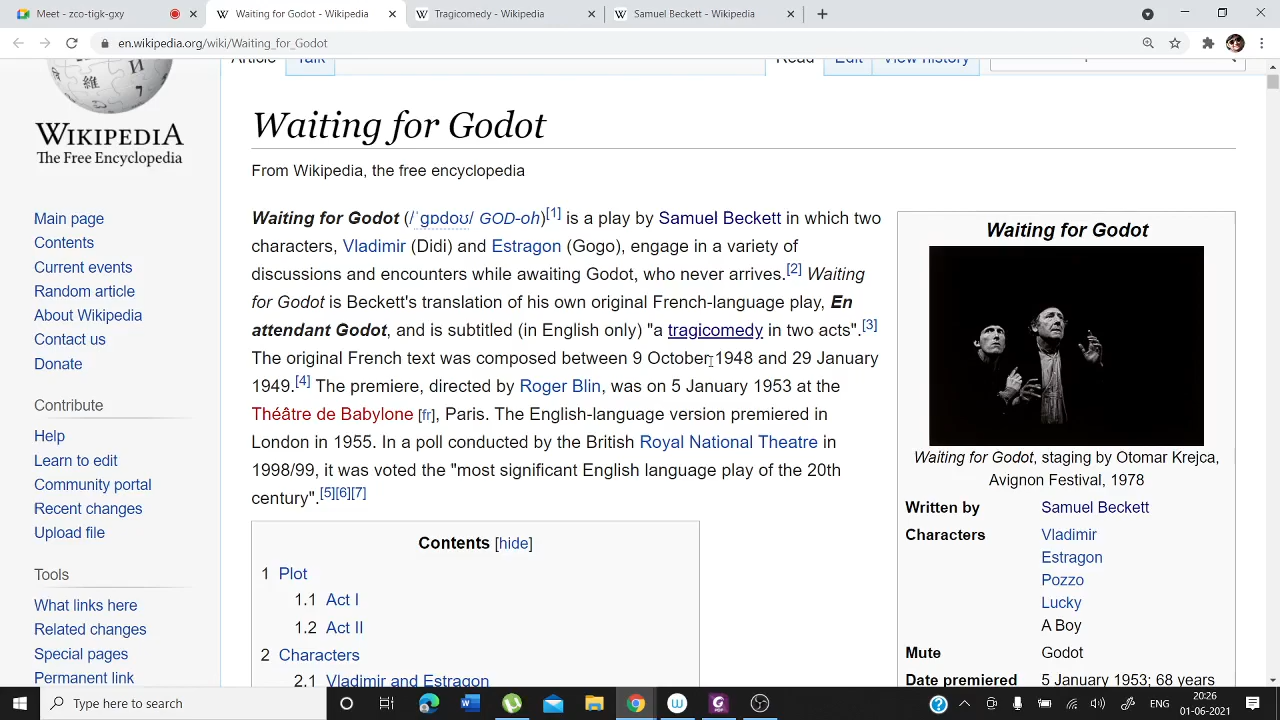 Meet - zco-tigk-gxy
Waiting for Godot - Wikipedia
Tragicomedy - Wikipedia
Samuel Beckett - Wikipedia
en.wikipedia.org/wiki/Waiting_for_Godot
Article Talk
Read Edit View history
WIKIPEDIA
The Free Encyclopedia
Main page
Contents
Current events
Random article
About Wikipedia
Contact us
Donate
Contribute
Help
Learn to edit
Community portal
Recent changes
Upload file
Tools
What links here
Related changes
Special pages
Permanent link
Waiting for Godot
From Wikipedia, the free encyclopedia
Waiting for Godot (/ˈɡɒdoʊ/ GOD-oh)[1] is a play by Samuel Beckett in which two
characters, Vladimir (Didi) and Estragon (Gogo), engage in a variety of
discussions and encounters while awaiting Godot, who never arrives.[2] Waiting
for Godot is Beckett's translation of his own original French-language play, En
attendant Godot, and is subtitled (in English only) "a tragicomedy in two acts".[3]
The original French text was composed between 9 October 1948 and 29 January
1949.[4] The premiere, directed by Roger Blin, was on 5 January 1953 at the
Théâtre de Babylone [fr], Paris. The English-language version premiered in
London in 1955. In a poll conducted by the British Royal National Theatre in
1998/99, it was voted the "most significant English language play of the 20th
century".[5][6][7]
Contents [hide]
1 Plot
1.1 Act I
1.2 Act II
2 Characters
2.1 Vladimir and Estragon
Waiting for Godot
Waiting for Godot, staging by Otomar Krejca,
Avignon Festival, 1978
Written by Samuel Beckett
Characters Vladimir
Estragon
Pozzo
Lucky
A Boy
Mute Godot
Date premiered 5 January 1953; 68 years
Type here to search
ENG
20:26
01-06-2021